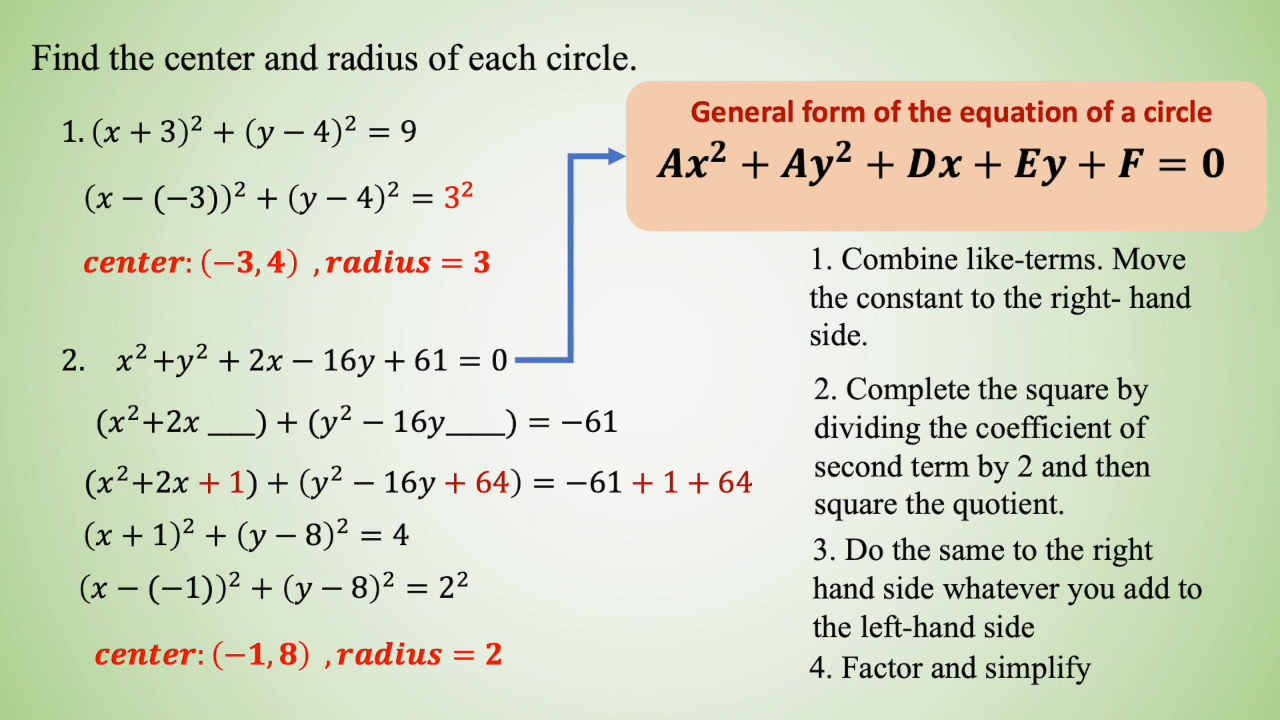 Find the center and radius of each circle.
1. (x + 3)² + (y − 4)² = 9
(x − (−3))² + (y − 4)² = 3²
center: (−3, 4) , radius = 3
2. x² +y² + 2x − 16y + 61 = 0
(x²+2x ___) + (y² − 16y____) = −61
(x²+2x + 1) + (y² − 16y + 64) = −61 + 1 + 64
(x + 1)² + (y − 8)² = 4
(x − (−1))² + (y − 8)² = 2²
center: (−1, 8) , radius = 2
General form of the equation of a circle
Ax² + Ay² + Dx + Ey + F = 0
1. Combine like-terms. Move
the constant to the right- hand
side.
2. Complete the square by
dividing the coefficient of
second term by 2 and then
square the quotient.
3. Do the same to the right
hand side whatever you add to
the left-hand side
4. Factor and simplify